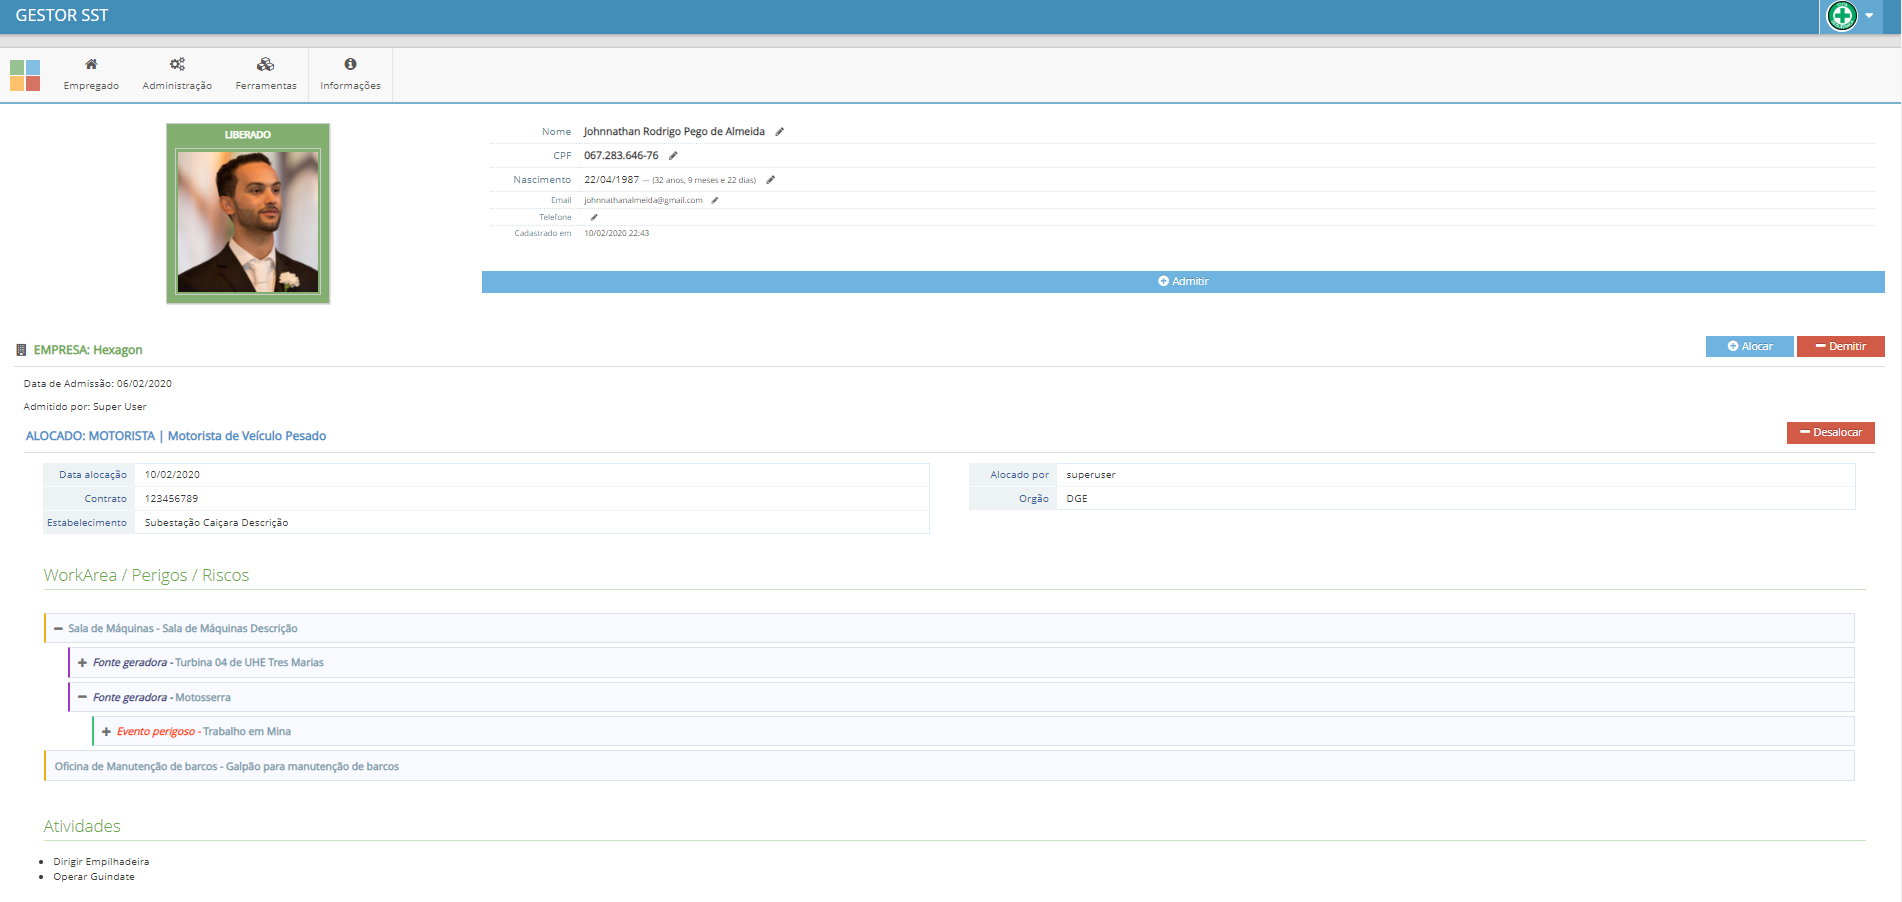 GESTOR SST
Empregado
Administração
Ferramentas
Informações
LIBERADO
Nome Johnnathan Rodrigo Pego de Almeida
CPF 067.283.646-76
Nascimento 22/04/1987 — (32 anos, 9 meses e 22 dias)
Email johnnathanalmeida@gmail.com
Telefone
Cadastrado em 10/02/2020 22:43
Admitir
EMPRESA: Hexagon
Alocar
Demitir
Data de Admissão: 06/02/2020
Admitido por: Super User
ALOCADO: MOTORISTA | Motorista de Veículo Pesado
Desalocar
Data alocação 10/02/2020
Contrato 123456789
Estabelecimento Subestação Caiçara Descrição
Alocado por superuser
Orgão DGE
WorkArea / Perigos / Riscos
Sala de Máquinas - Sala de Máquinas Descrição
Fonte geradora - Turbina 04 de UHE Tres Marias
Fonte geradora - Motosserra
Evento perigoso - Trabalho em Mina
Oficina de Manutenção de barcos - Galpão para manutenção de barcos
Atividades
Dirigir Empilhadeira
Operar Guindate